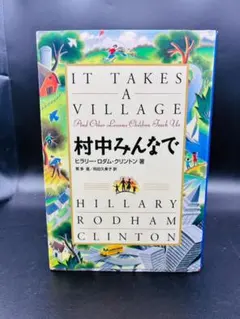 IT TAKES
A
VILLAGE
And Other Lessons Children Teach Us
村中みんなで
ヒラリー・ロダム・クリントン 著
HILLARY
RODHAM
CLINTON